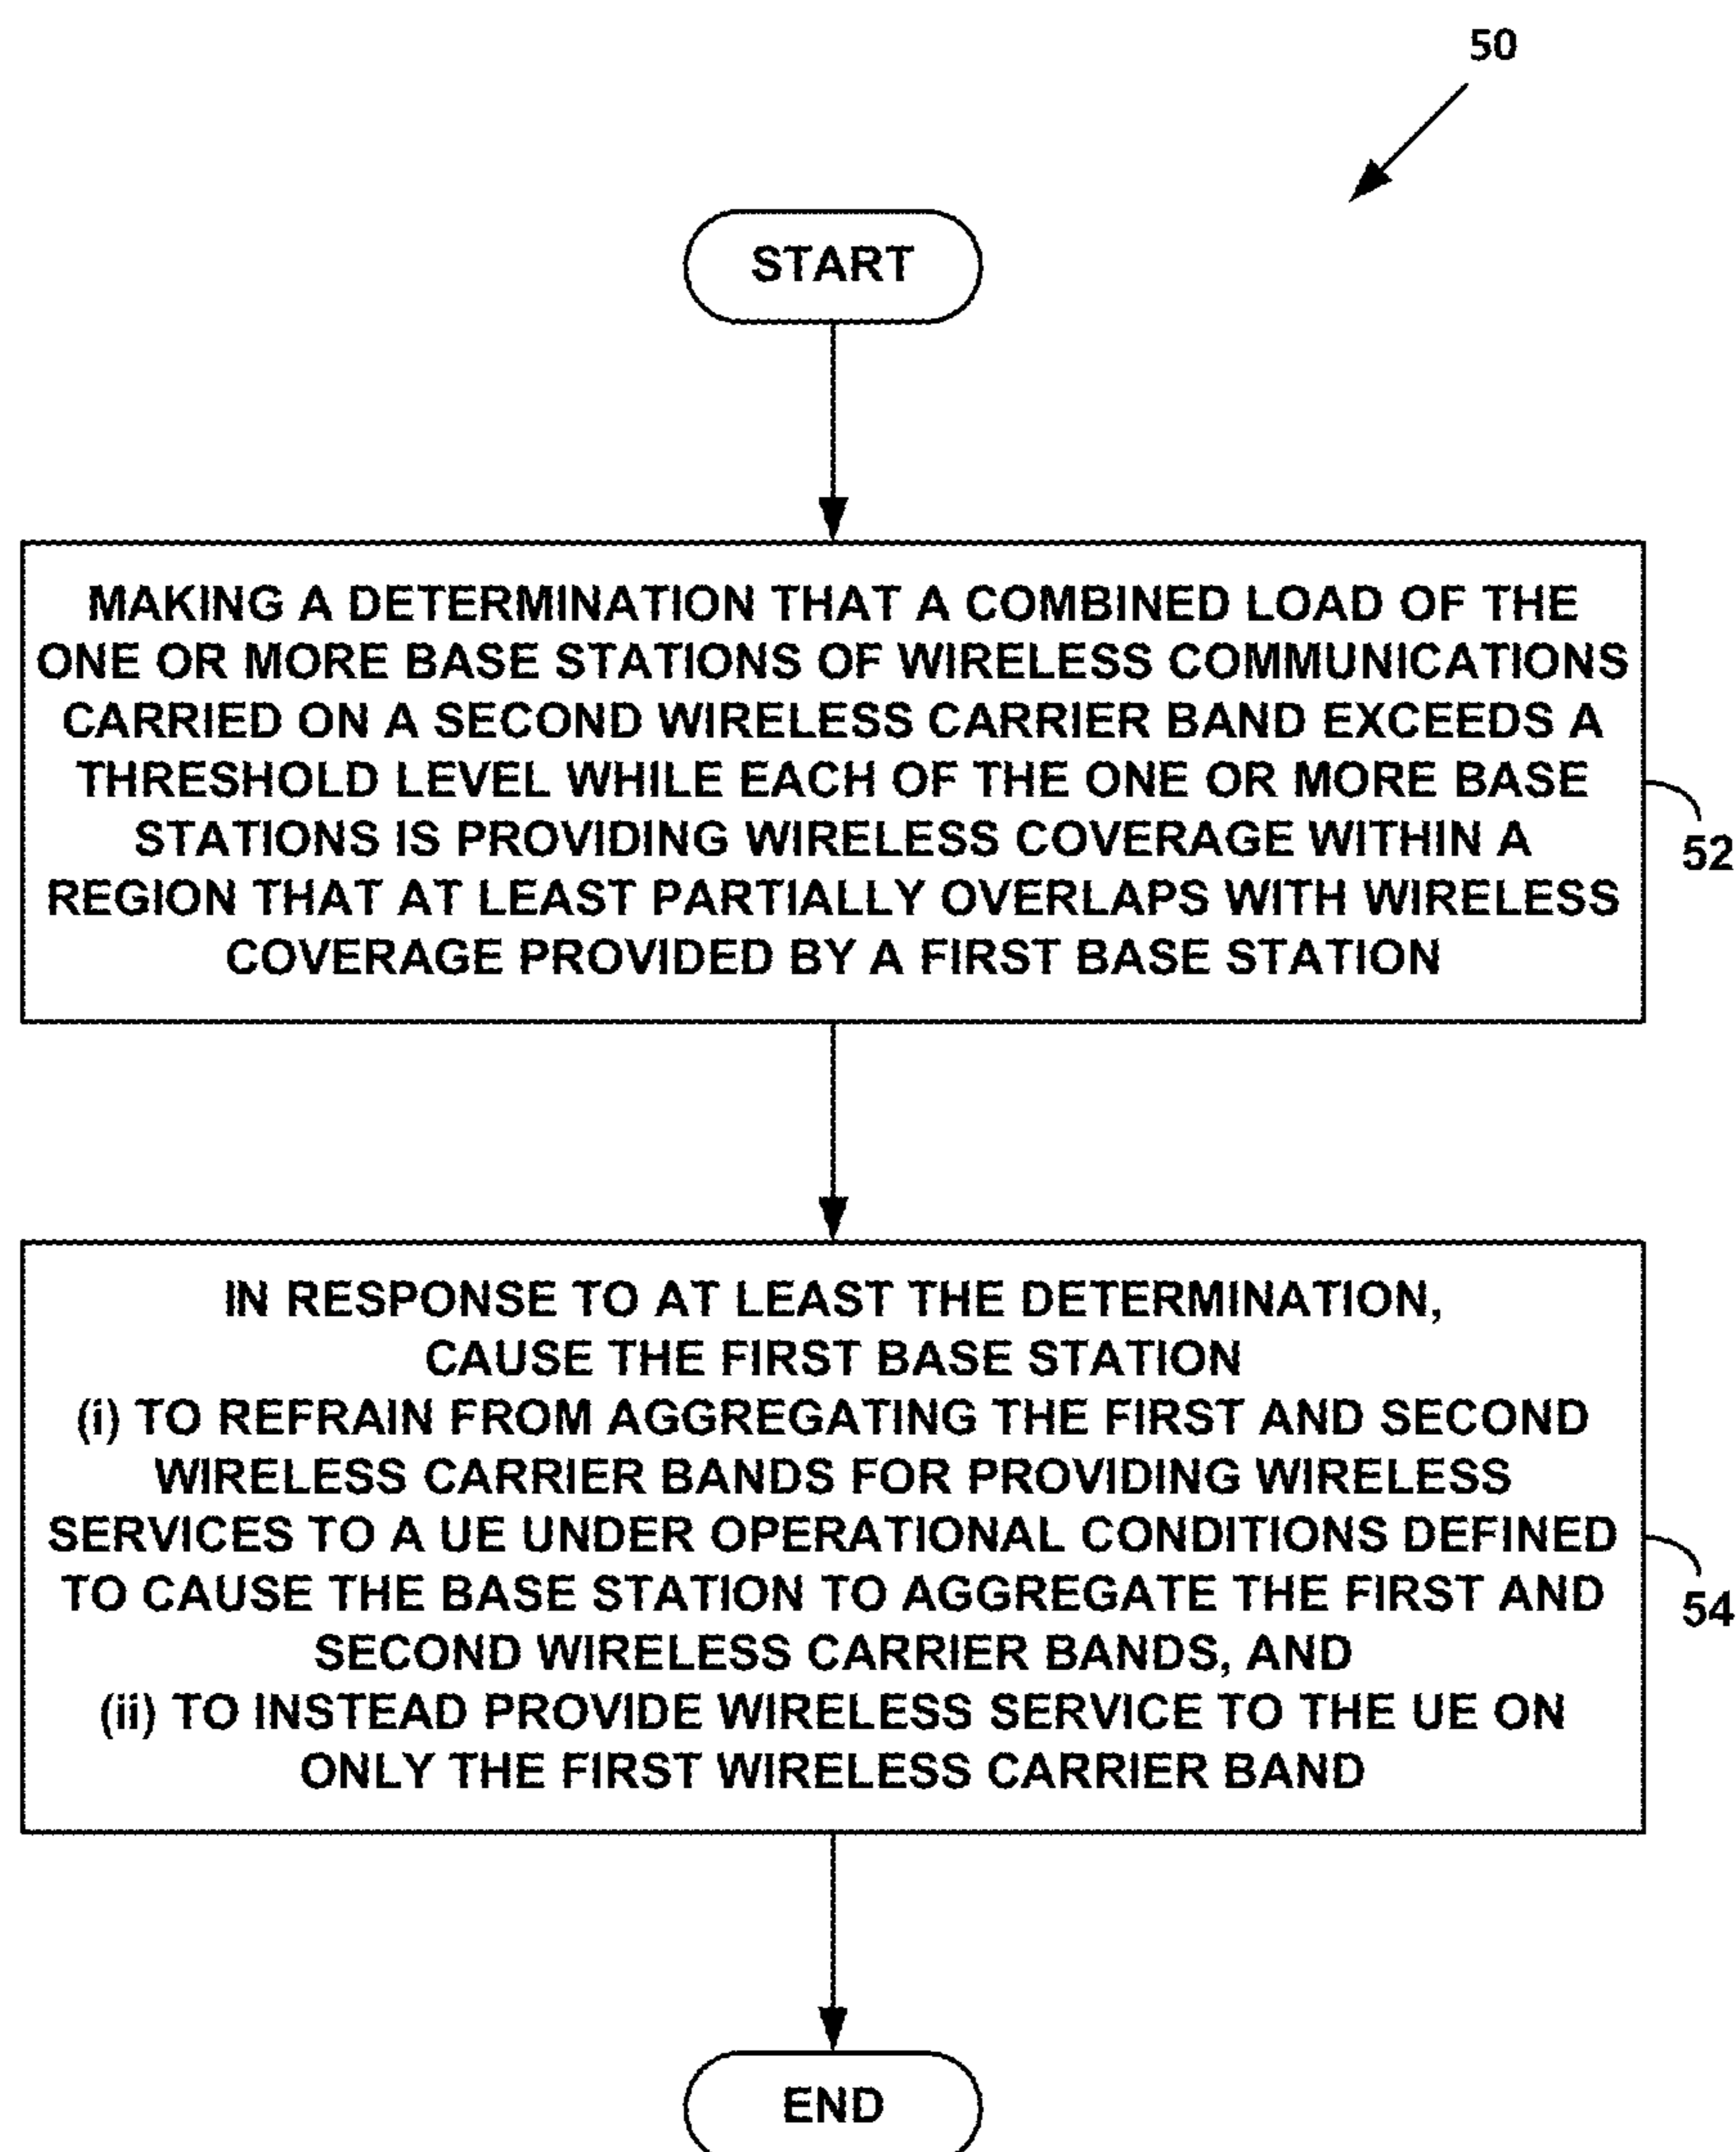 50
START
MAKING A DETERMINATION THAT A COMBINED LOAD OF THE
ONE OR MORE BASE STATIONS OF WIRELESS COMMUNICATIONS
CARRIED ON A SECOND WIRELESS CARRIER BAND EXCEEDS A
THRESHOLD LEVEL WHILE EACH OF THE ONE OR MORE BASE
STATIONS IS PROVIDING WIRELESS COVERAGE WITHIN A
REGION THAT AT LEAST PARTIALLY OVERLAPS WITH WIRELESS
COVERAGE PROVIDED BY A FIRST BASE STATION
52
IN RESPONSE TO AT LEAST THE DETERMINATION,
CAUSE THE FIRST BASE STATION
(i) TO REFRAIN FROM AGGREGATING THE FIRST AND SECOND
WIRELESS CARRIER BANDS FOR PROVIDING WIRELESS
SERVICES TO A UE UNDER OPERATIONAL CONDITIONS DEFINED
TO CAUSE THE BASE STATION TO AGGREGATE THE FIRST AND
SECOND WIRELESS CARRIER BANDS, AND
(ii) TO INSTEAD PROVIDE WIRELESS SERVICE TO THE UE ON
ONLY THE FIRST WIRELESS CARRIER BAND
54
END